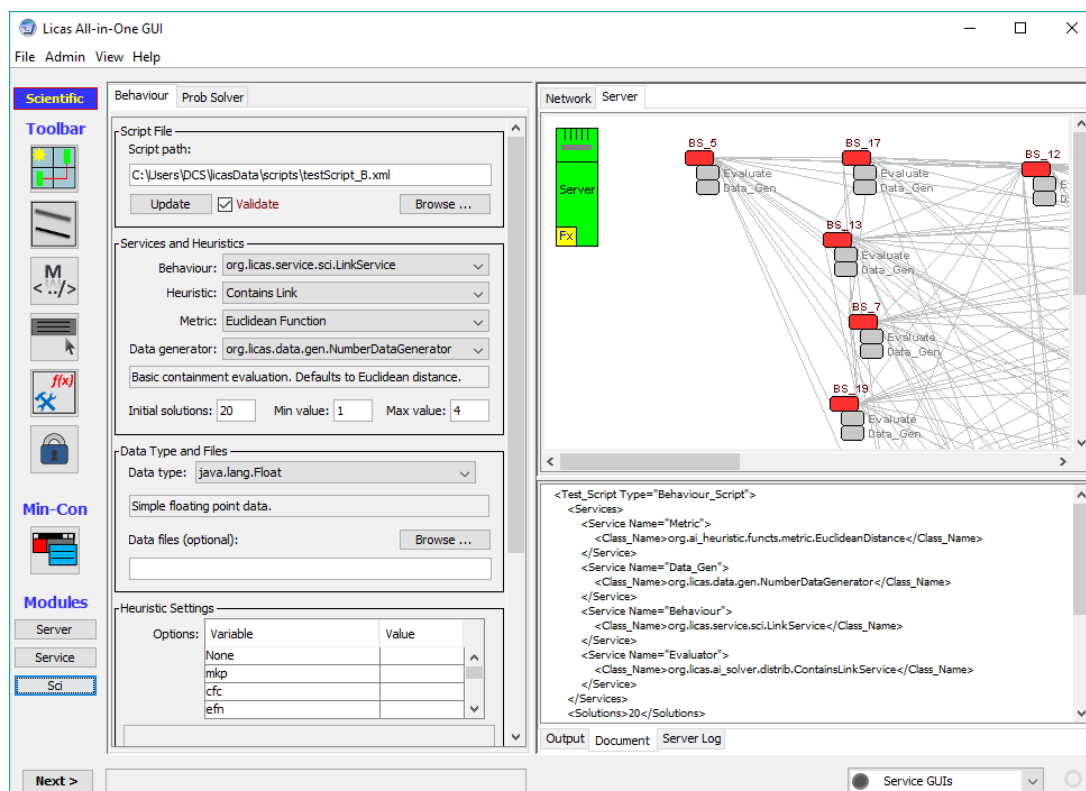 Licas All-in-One GUI
File Admin View Help
Scientific
Toolbar
M
<../>
f(x)
Min-Con
Modules
Server
Service
Sci
Next >
Behaviour Prob Solver
Script File
Script path:
C:\Users\DCS\licasData\scripts\testScript_B.xml
Update Validate Browse ...
Services and Heuristics
Behaviour: org.licas.service.sci.LinkService
Heuristic: Contains Link
Metric: Euclidean Function
Data generator: org.licas.data.gen.NumberDataGenerator
Basic containment evaluation. Defaults to Euclidean distance.
Initial solutions: 20 Min value: 1 Max value: 4
Data Type and Files
Data type: java.lang.Float
Simple floating point data.
Data files (optional): Browse ...
Heuristic Settings
Options: Variable Value
None
mkp
cfc
efn
Network Server
Server
Fx
BS_5
Evaluate
Data_Gen
BS_17
Evaluate
Data_Gen
BS_12
BS_13
Evaluate
Data_Gen
BS_7
Evaluate
Data_Gen
BS_19
Evaluate
Data_Gen
<Test_Script Type="Behaviour_Script">
<Services>
<Service Name="Metric">
<Class_Name>org.ai_heuristic.functs.metric.EuclideanDistance</Class_Name>
</Service>
<Service Name="Data_Gen">
<Class_Name>org.licas.data.gen.NumberDataGenerator</Class_Name>
</Service>
<Service Name="Behaviour">
<Class_Name>org.licas.service.sci.LinkService</Class_Name>
</Service>
<Service Name="Evaluator">
<Class_Name>org.licas.ai_solver.distrib.ContainsLinkService</Class_Name>
</Service>
</Services>
<Solutions>20</Solutions>
Output Document Server Log
Service GUIs